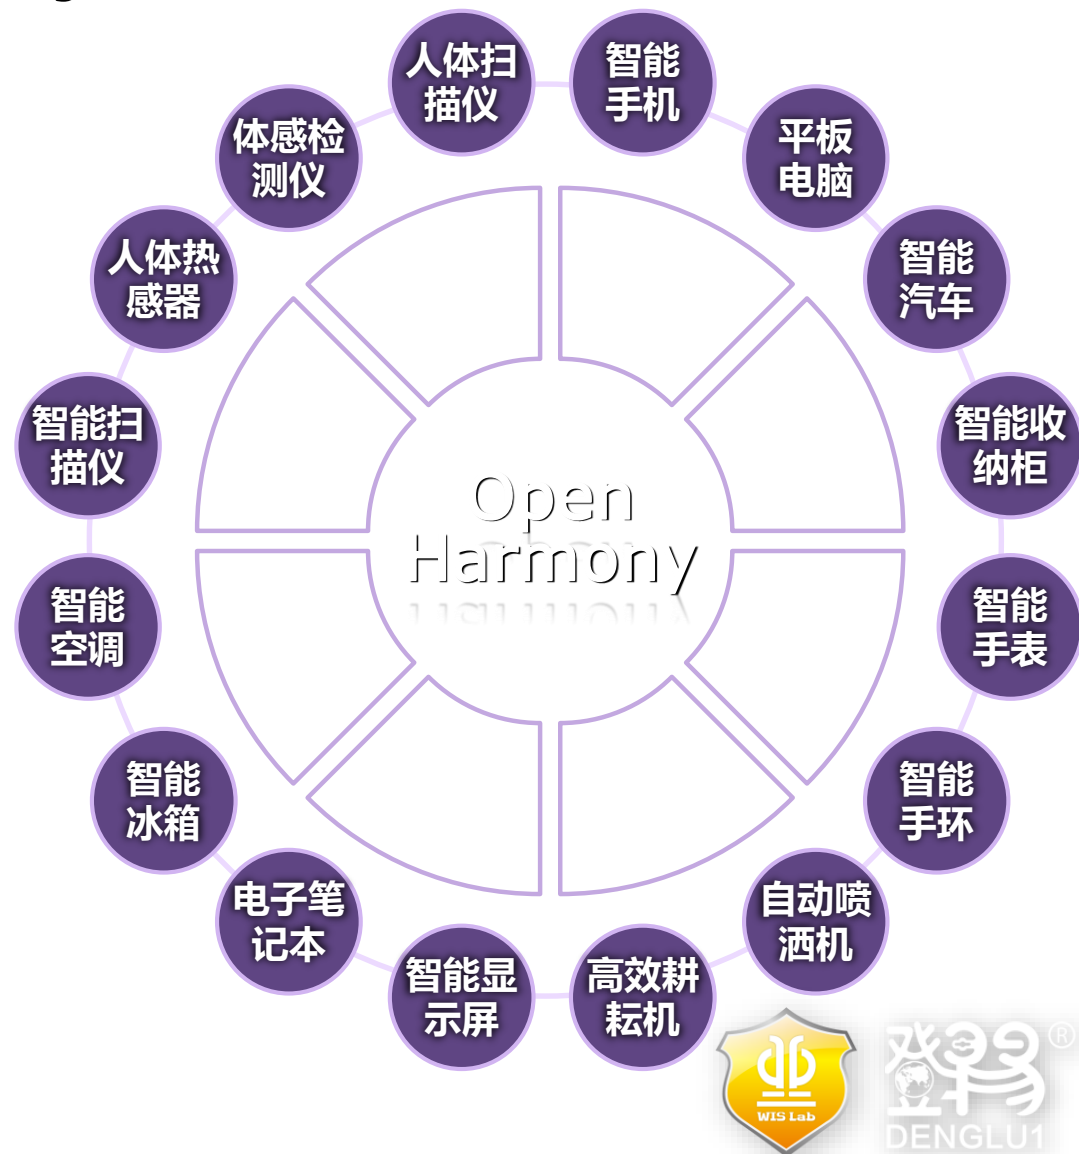 人体扫
描仪
智能
手机
平板
电脑
智能
汽车
智能收
纳柜
智能
手表
智能
手环
自动喷
洒机
高效耕
耘机
智能显
示屏
电子笔
记本
智能
冰箱
智能
空调
智能扫
描仪
人体热
感器
体感检
测仪
Open
Harmony
WIS Lab
®
DENGLU1